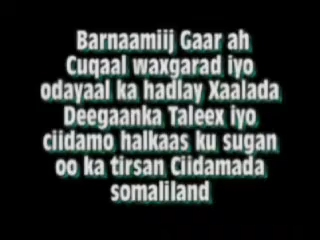 Barnaamiij Gaar ah
Cuqaal waxgarad iyo
odayaal ka hadlay Xaalada
Deegaanka Taleex iyo
ciidamo halkaas ku sugan
oo ka tirsan Ciidamada
somaliland